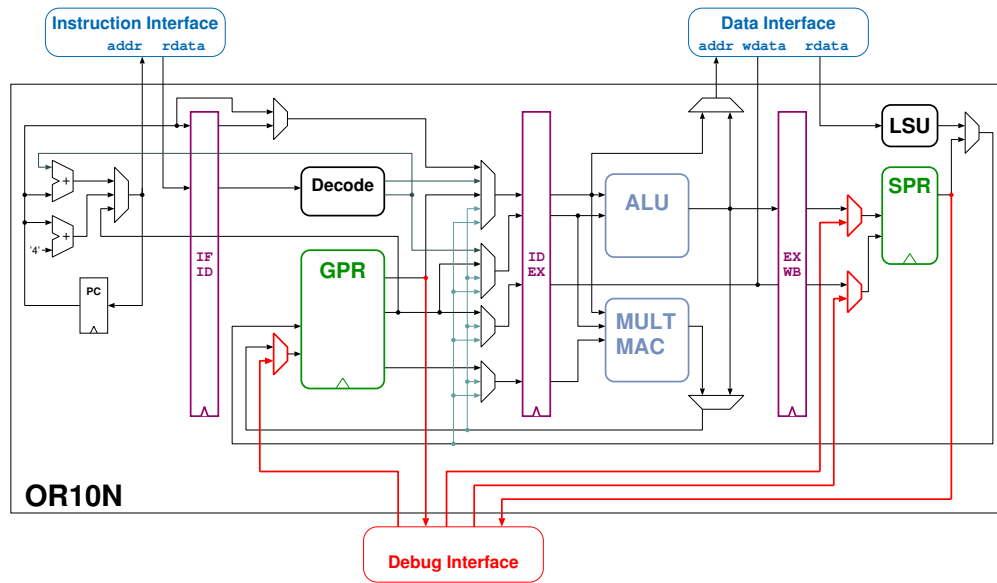 Instruction Interface
addr rdata
Data Interface
addr wdata rdata
LSU
Decode
SPR
ALU
+
+
'4'
IF
ID
GPR
ID
EX
EX
WB
PC
MULT
MAC
OR10N
Debug Interface